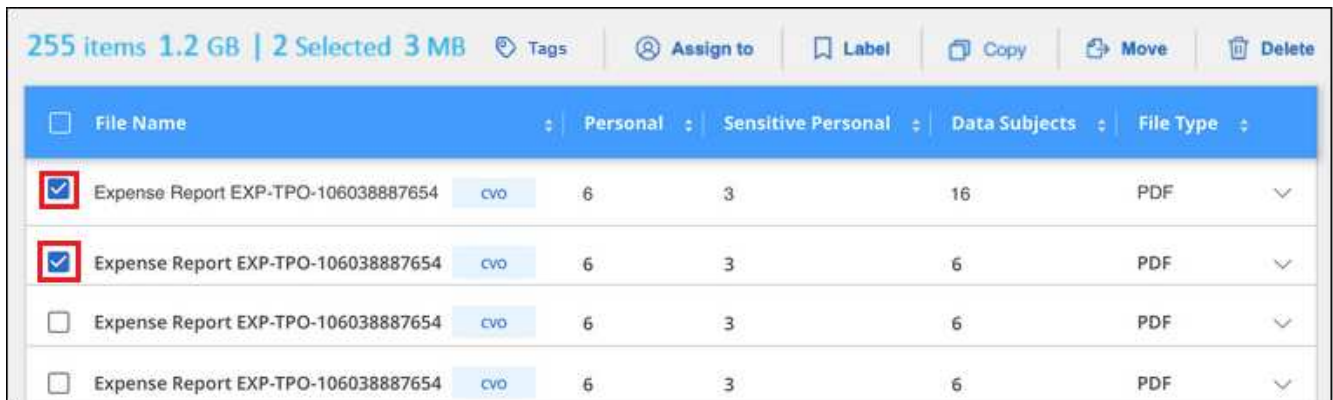 255 items 1.2 GB | 2 Selected 3 MB Tags Assign to Label Copy Move Delete
File Name Personal Sensitive Personal Data Subjects File Type
Expense Report EXP-TPO-106038887654 CVO 6 3 16 PDF
Expense Report EXP-TPO-106038887654 CVO 6 3 6 PDF
Expense Report EXP-TPO-106038887654 CVO 6 3 6 PDF
Expense Report EXP-TPO-106038887654 CVO 6 3 6 PDF